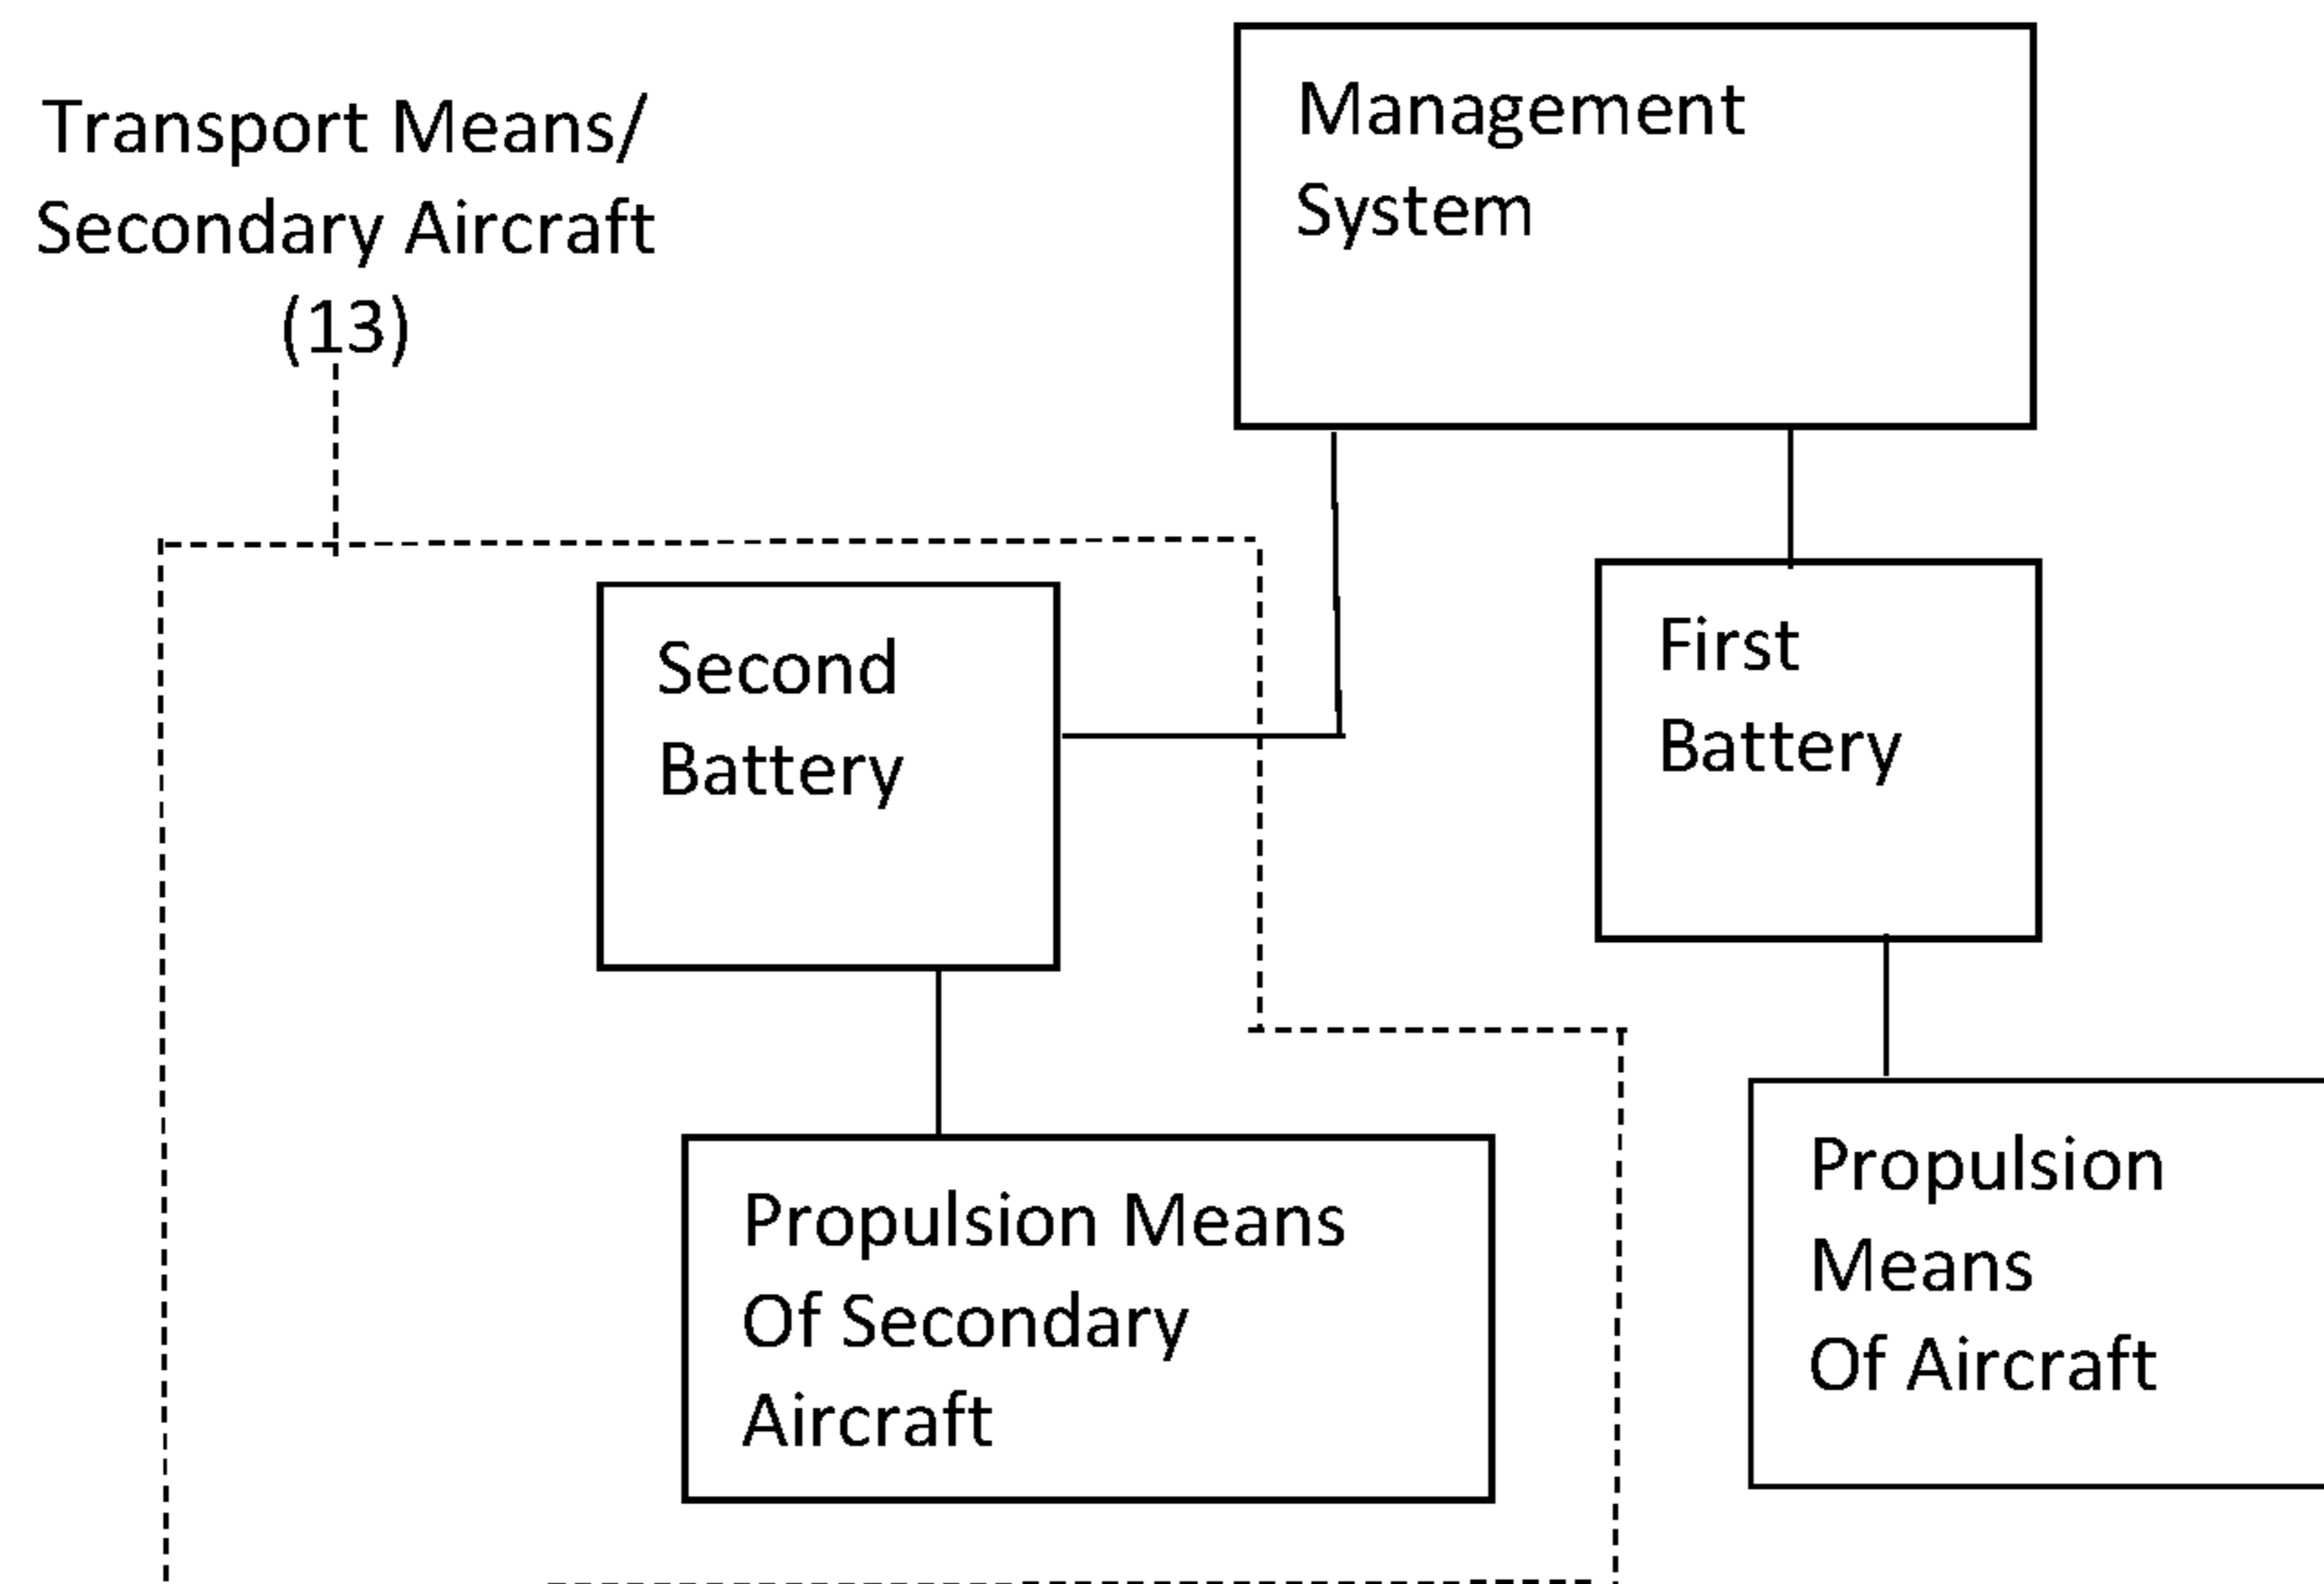 Transport Means/
Secondary Aircraft
(13)
Management
System
Second
Battery
First
Battery
Propulsion Means
Of Secondary
Aircraft
Propulsion
Means
Of Aircraft